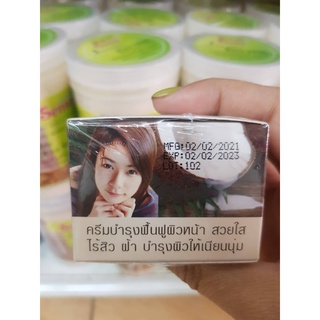 MFG:02/02/2021
EXP:02/02/2023
LOT:102
ครีมบำรุงฟื้นฟูผิวหน้า สวยใส
ไร้สิว ฝ้า บำรุงผิวให้เนียนนุ่ม